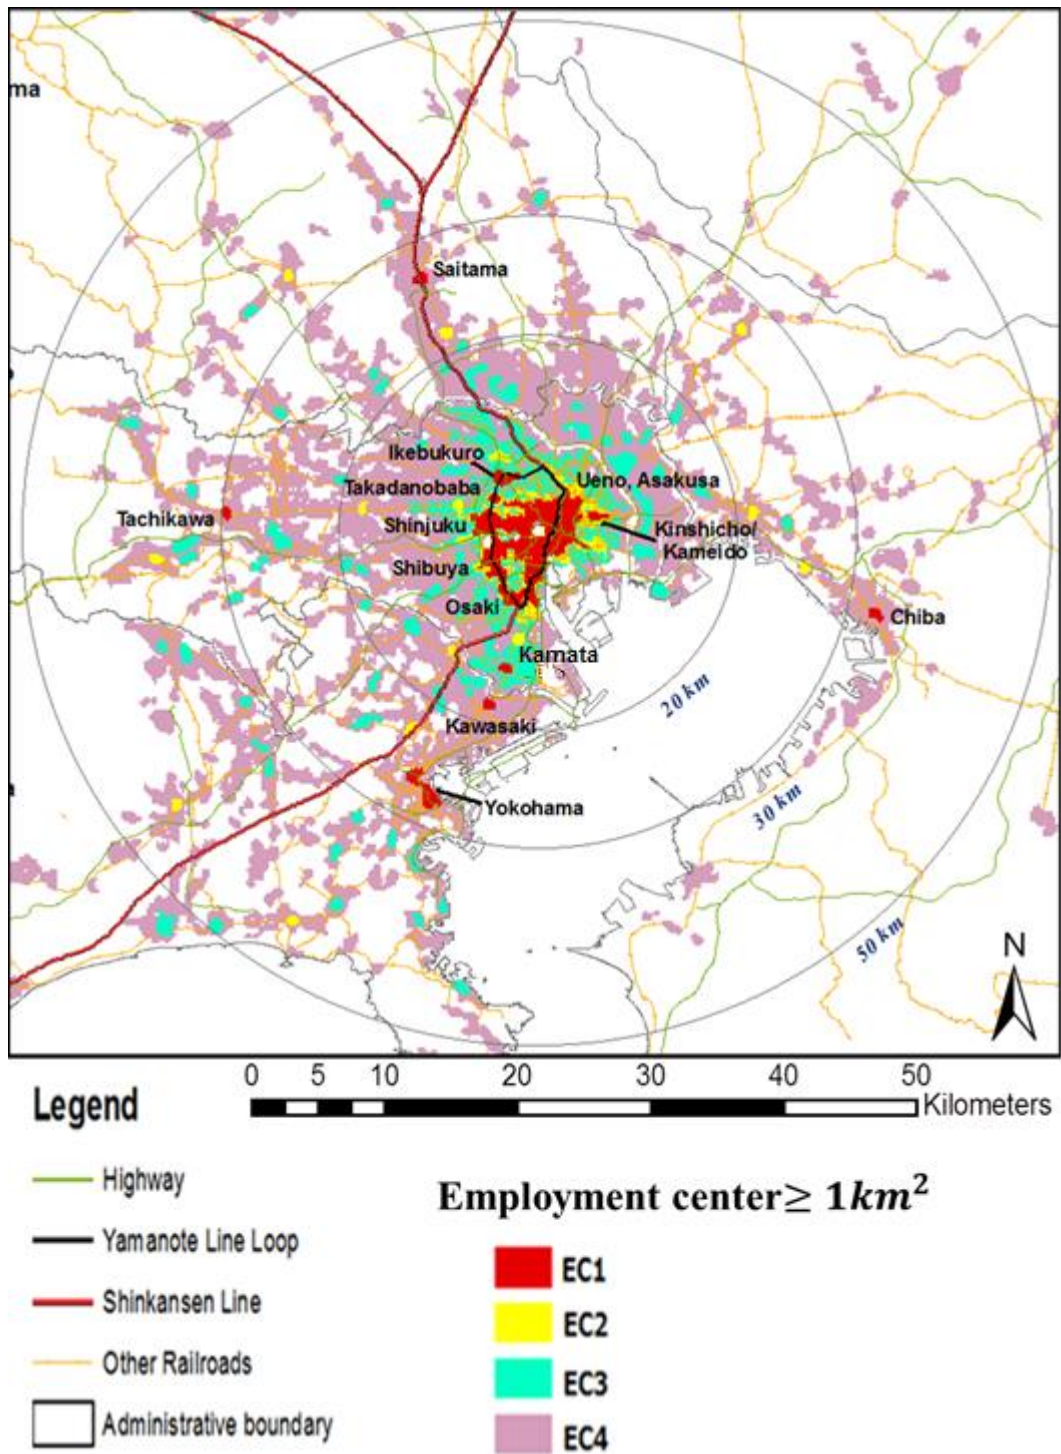 ma
Saitama
Ikebukuro
Takadanobaba
Ueno, Asakusa
Tachikawa
Shinjuku
Kinshicho/
Kameido
Shibuya
Osaki
Chiba
Kamata
20 km
Kawasaki
Yokohama
30 km
50 km
N
0 5 10 20 30 40 50
Kilometers
Legend
Highway
Yamanote Line Loop
Shinkansen Line
Other Railroads
Administrative boundary
Employment center≥ 1km²
EC1
EC2
EC3
EC4